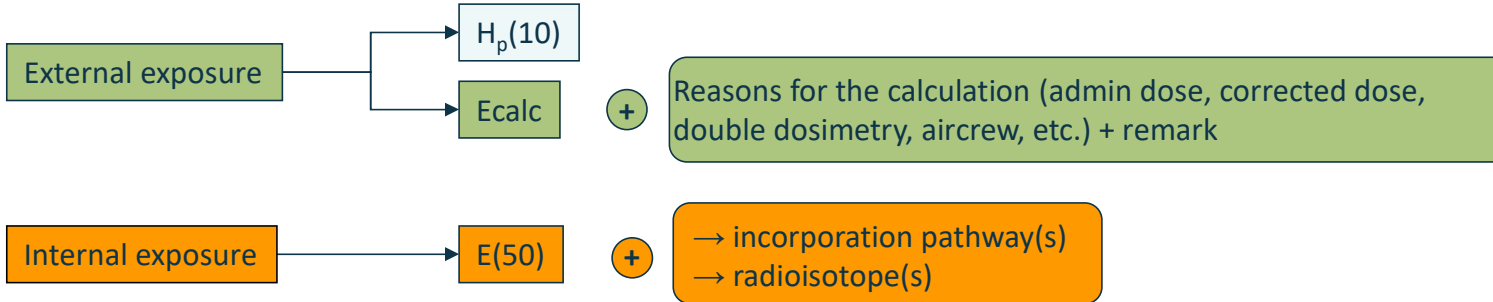 H_p(10)
External exposure
Ecalc
+
Reasons for the calculation (admin dose, corrected dose,
double dosimetry, aircrew, etc.) + remark
Internal exposure
E(50)
+
→ incorporation pathway(s)
→ radioisotope(s)